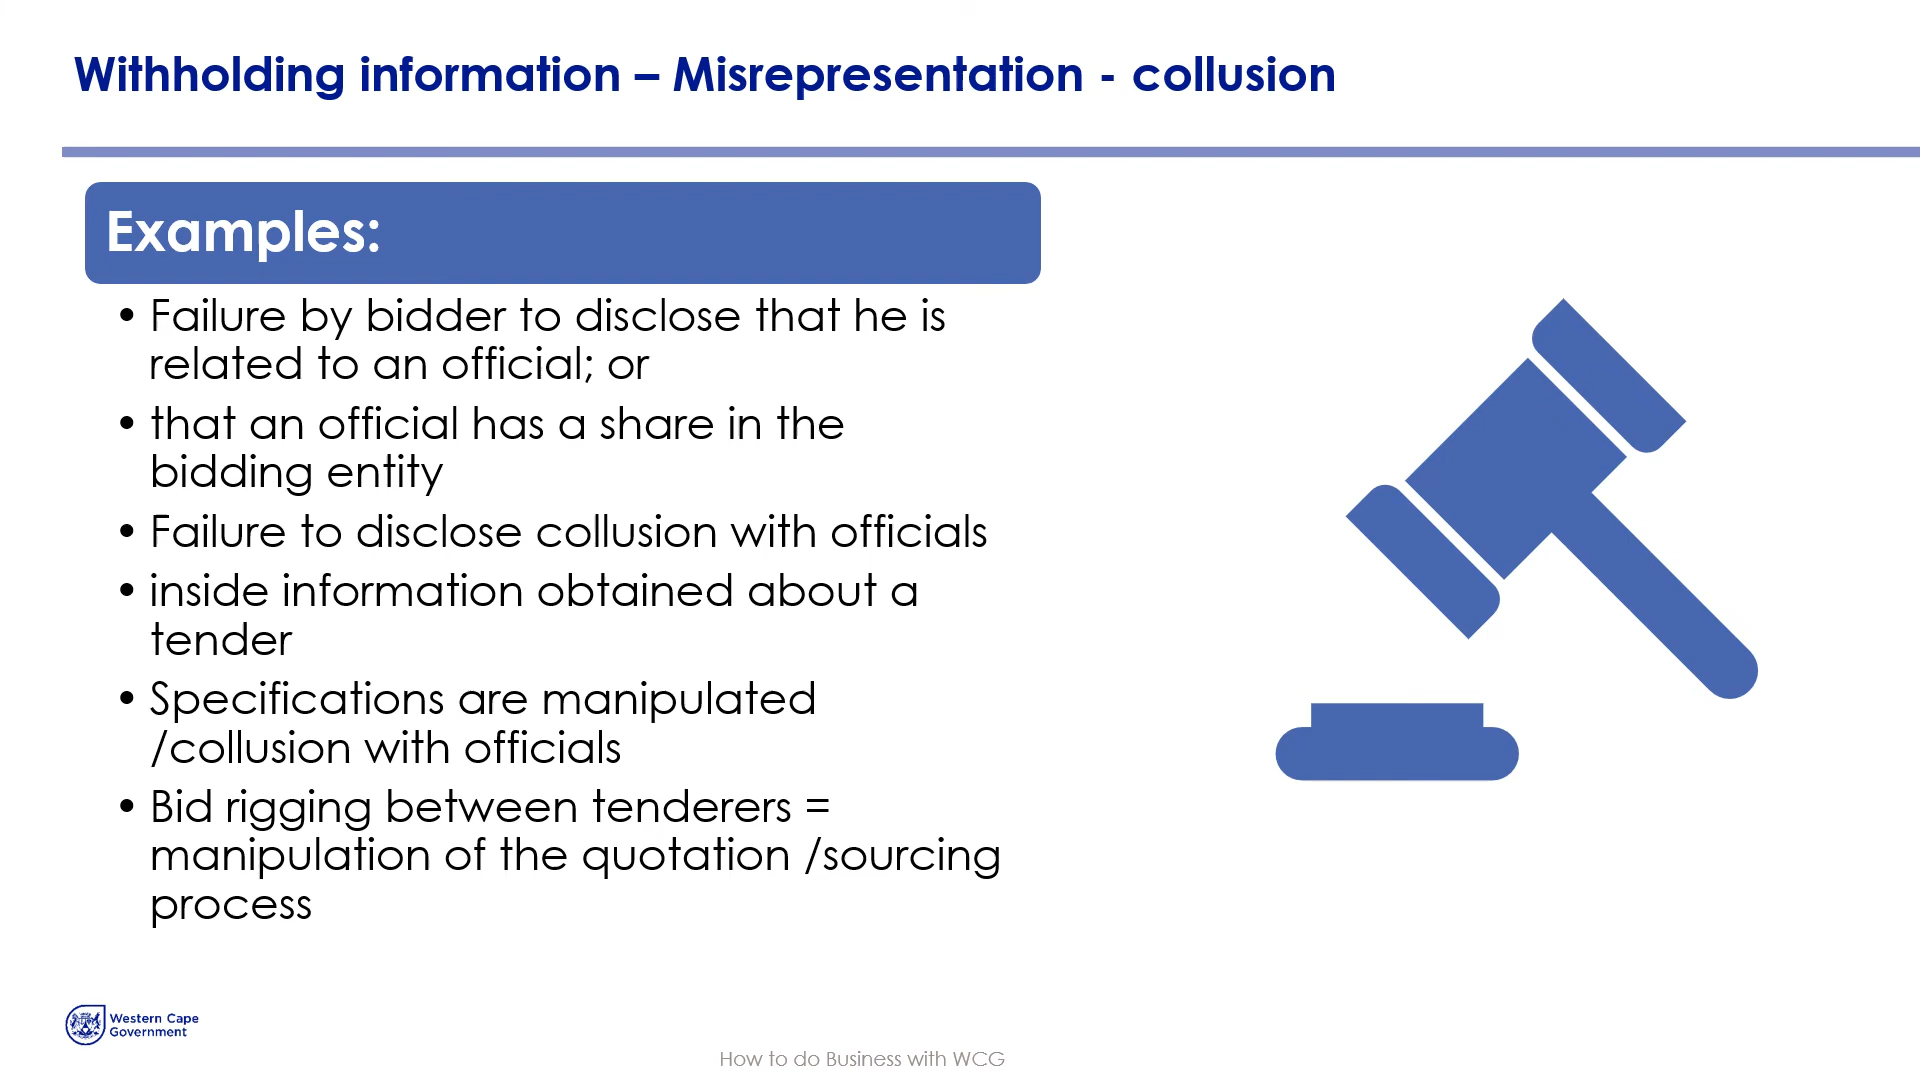 Withholding information – Misrepresentation - collusion
Examples:
• Failure by bidder to disclose that he is
related to an official; or
• that an official has a share in the
bidding entity
• Failure to disclose collusion with officials
• inside information obtained about a
tender
• Specifications are manipulated
/collusion with officials
• Bid rigging between tenderers =
manipulation of the quotation /sourcing
process
Western Cape
Government
How to do Business with WCG